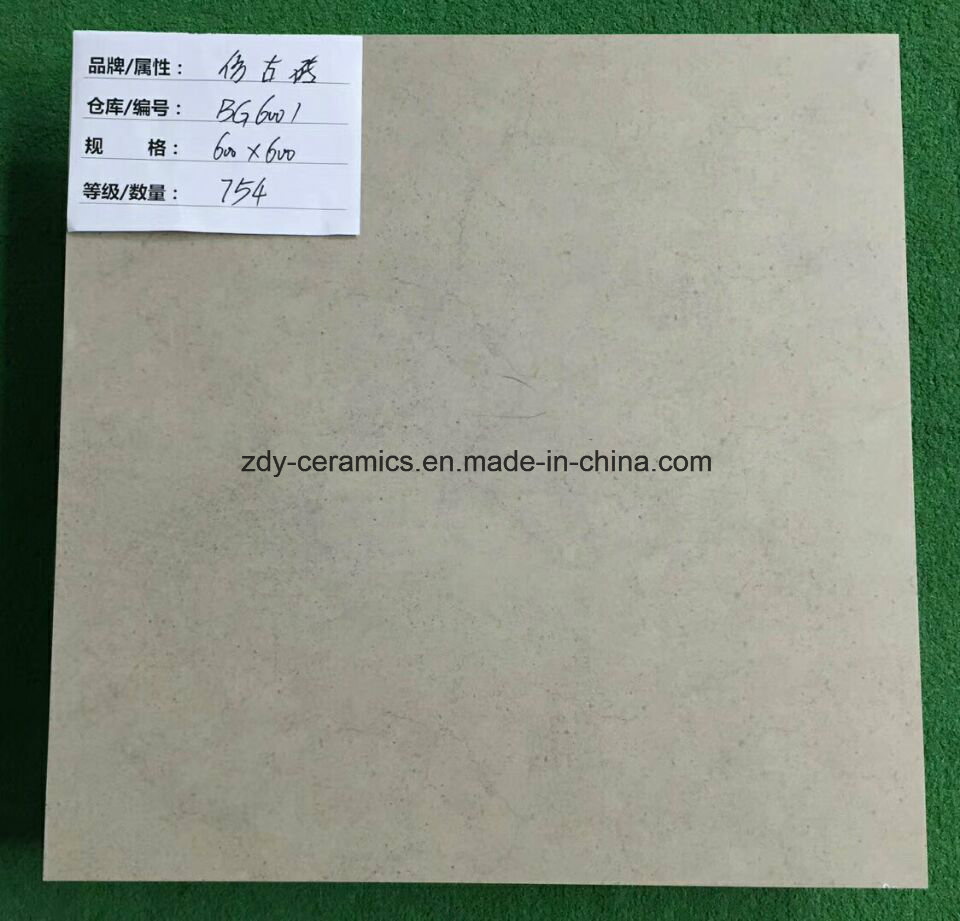 品牌/属性： 仿古砖
仓库/编号： BG6001
规 格： 600×600
等级/数量： 754
zdy-ceramics.en.made-in-china.com